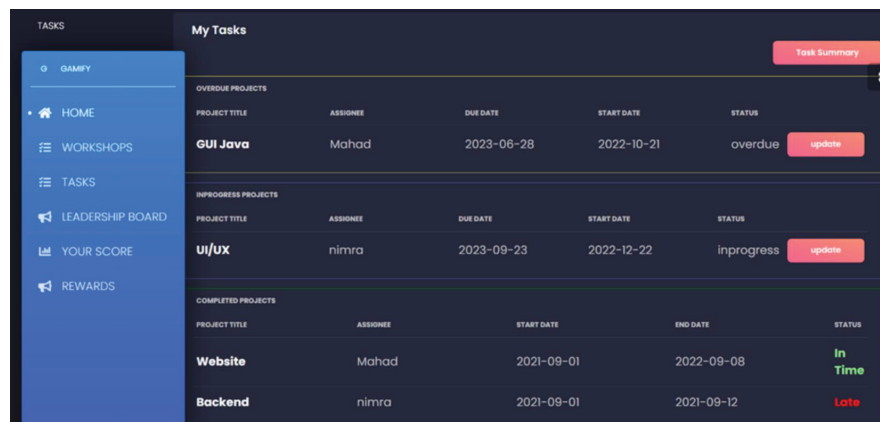 TASKS
G GAMIFY
HOME
WORKSHOPS
TASKS
LEADERSHIP BOARD
YOUR SCORE
REWARDS
My Tasks
Task Summary
OVERDUE PROJECTS
PROJECT TITLE ASSIGNEE DUE DATE START DATE STATUS
GUI Java Mahad 2023-06-28 2022-10-21 overdue update
INPROGRESS PROJECTS
PROJECT TITLE ASSIGNEE DUE DATE START DATE STATUS
UI/UX nimra 2023-09-23 2022-12-22 inprogress update
COMPLETED PROJECTS
PROJECT TITLE ASSIGNEE START DATE END DATE STATUS
Website Mahad 2021-09-01 2022-09-08 In Time
Backend nimra 2021-09-01 2021-09-12 Late